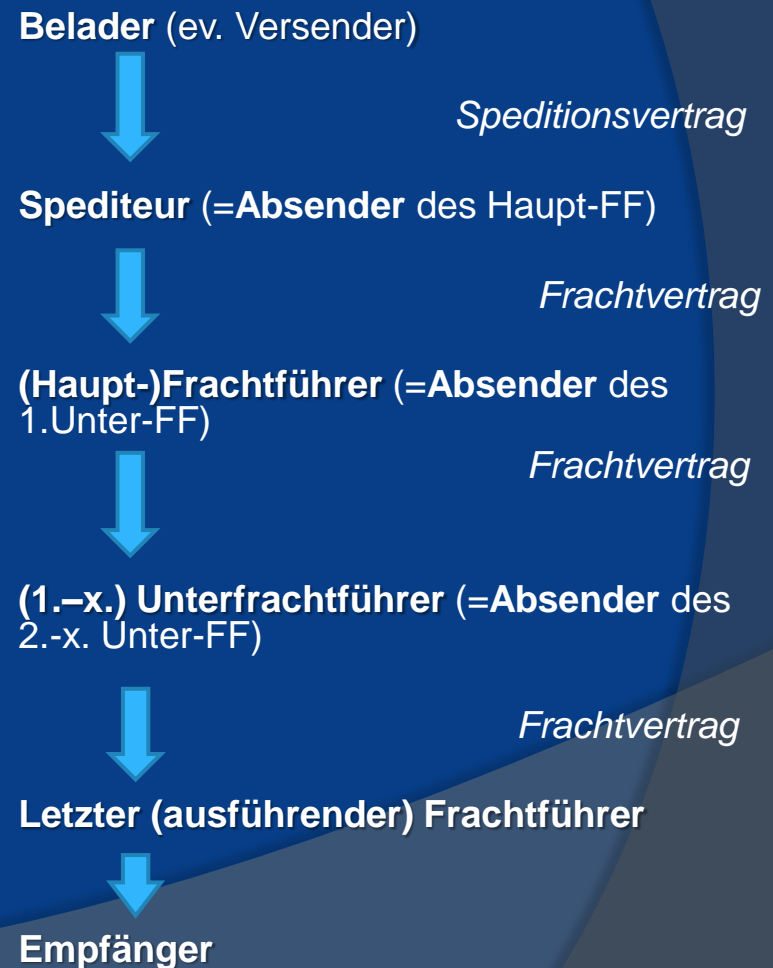 Belader (ev. Versender)
Speditionsvertrag
Spediteur (=Absender des Haupt-FF)
Frachtvertrag
(Haupt-)Frachtführer (=Absender des
1.Unter-FF)
Frachtvertrag
(1.–x.) Unterfrachtführer (=Absender des
2.-x. Unter-FF)
Frachtvertrag
Letzter (ausführender) Frachtführer
Empfänger